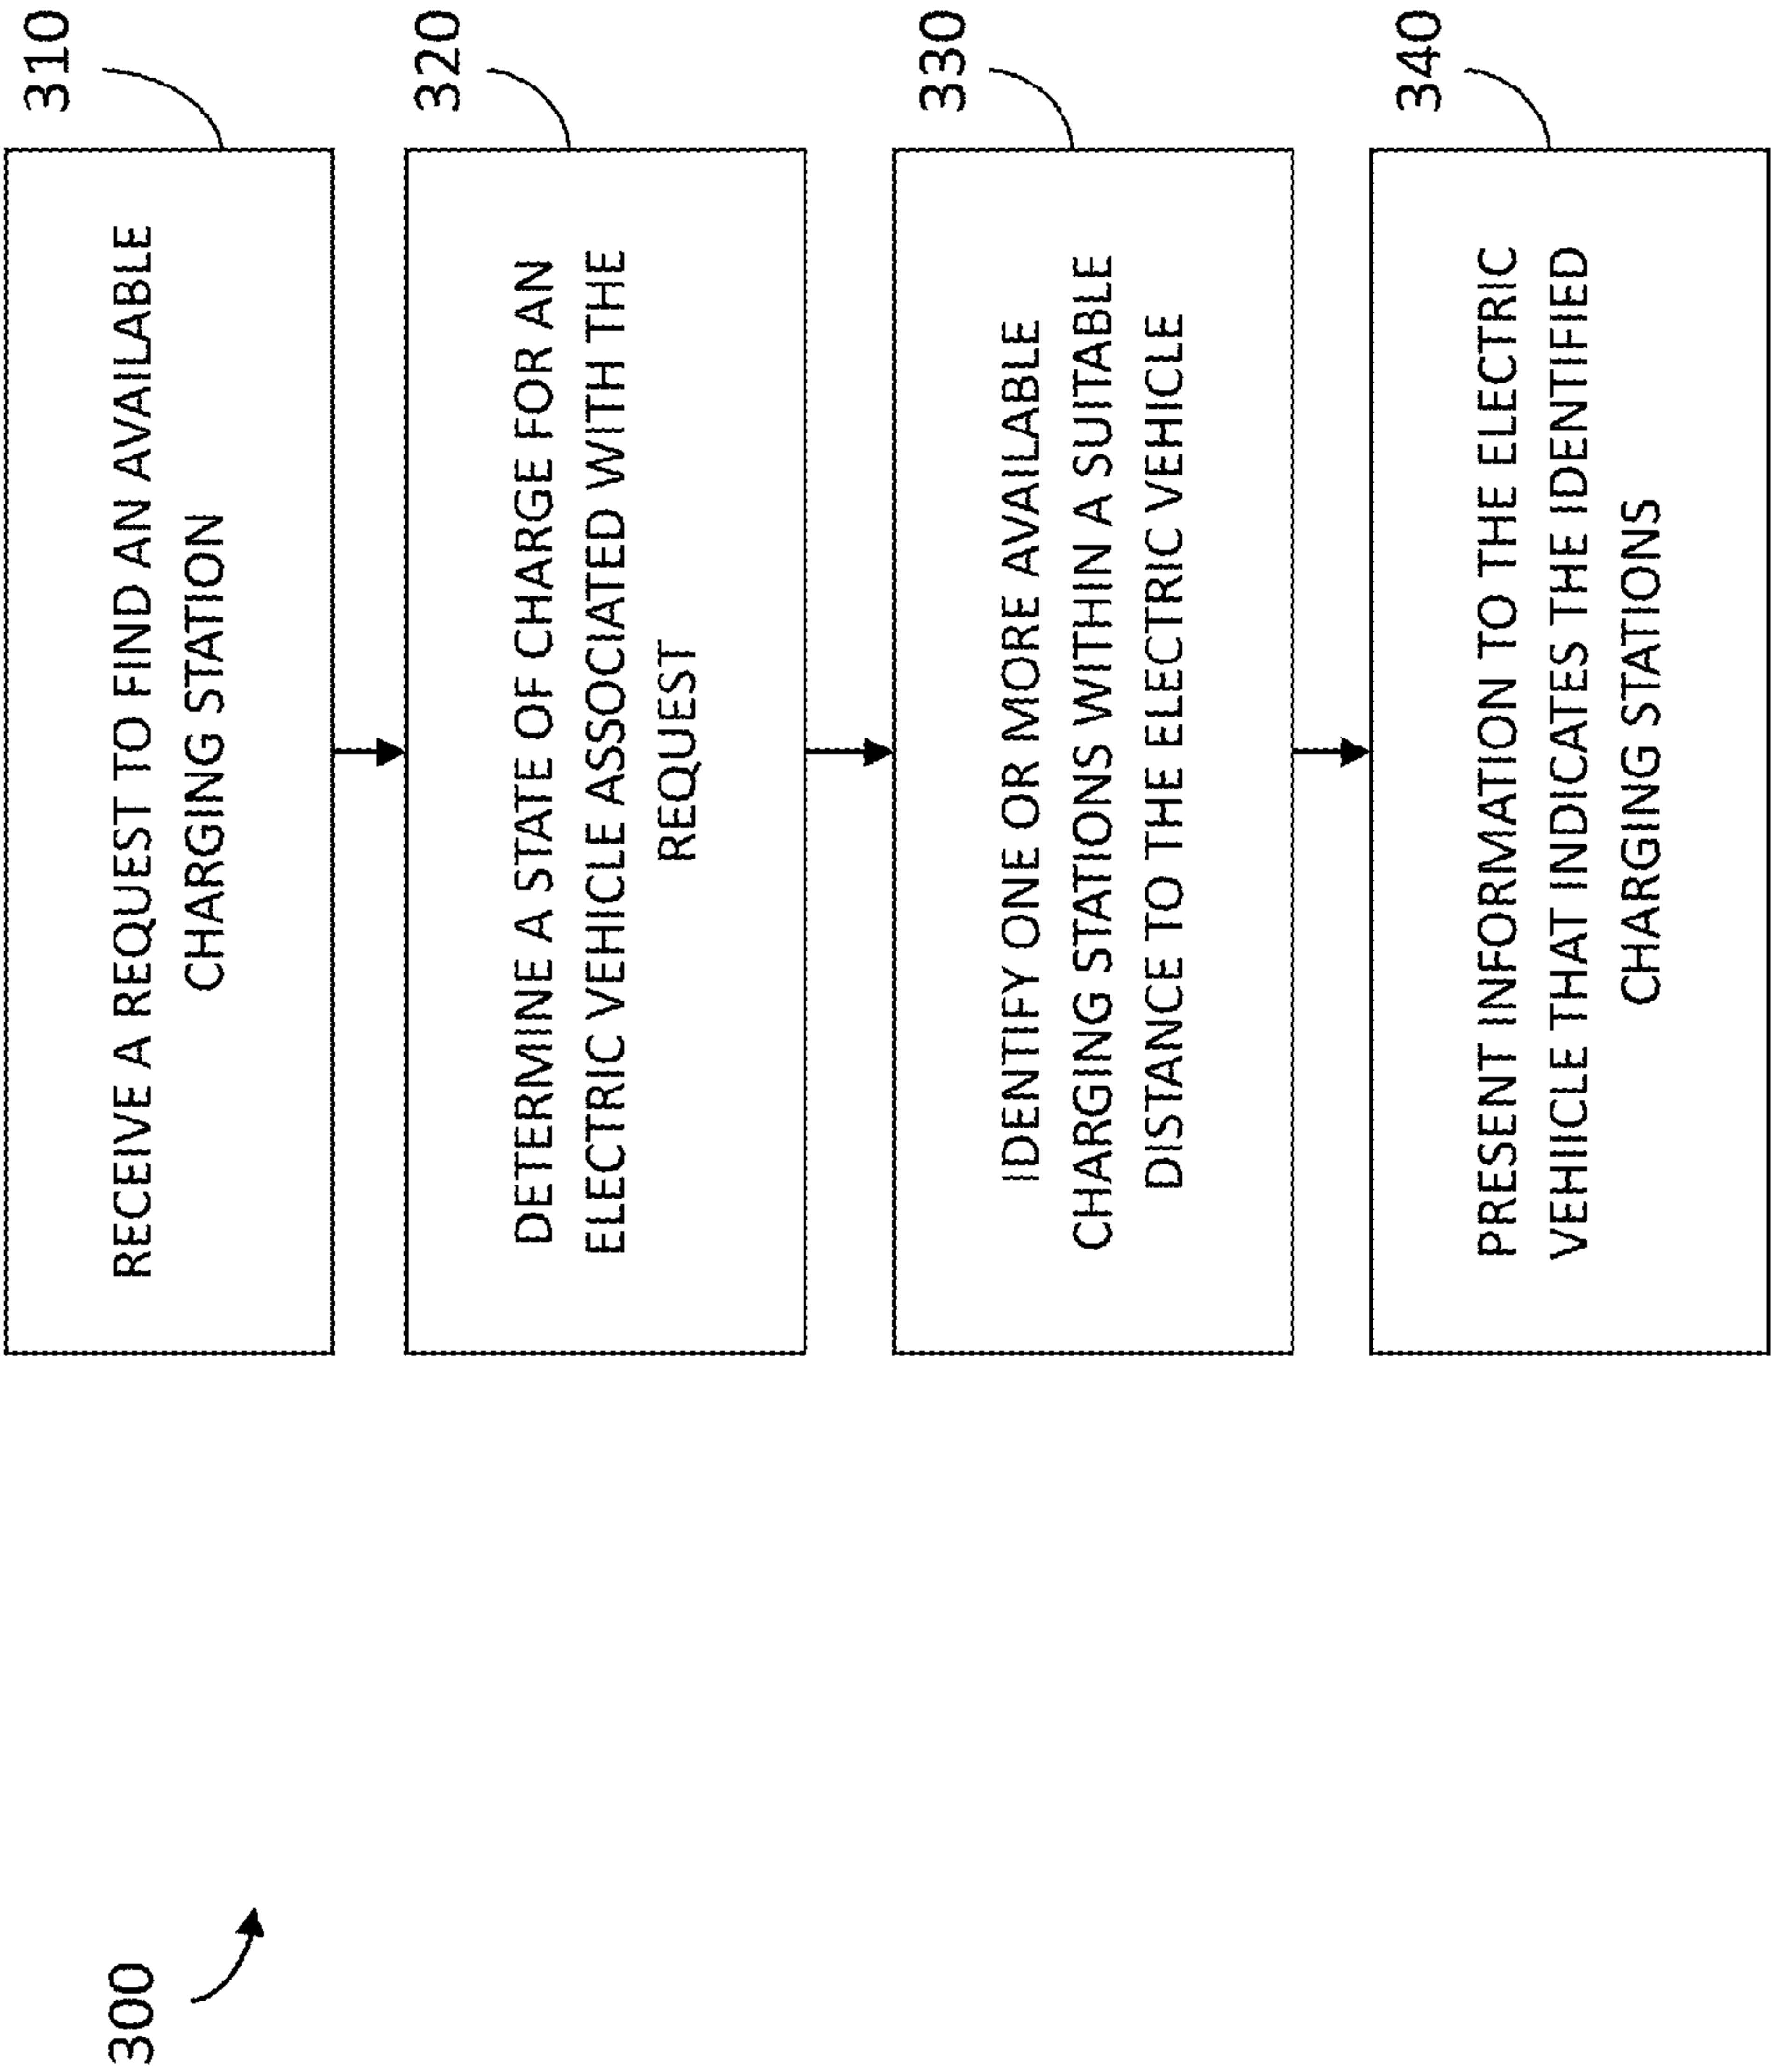 300
310
RECEIVE A REQUEST TO FIND AN AVAILABLE
CHARGING STATION
320
DETERMINE A STATE OF CHARGE FOR AN
ELECTRIC VEHICLE ASSOCIATED WITH THE
REQUEST
330
IDENTIFY ONE OR MORE AVAILABLE
CHARGING STATIONS WITHIN A SUITABLE
DISTANCE TO THE ELECTRIC VEHICLE
340
PRESENT INFORMATION TO THE ELECTRIC
VEHICLE THAT INDICATES THE IDENTIFIED
CHARGING STATIONS